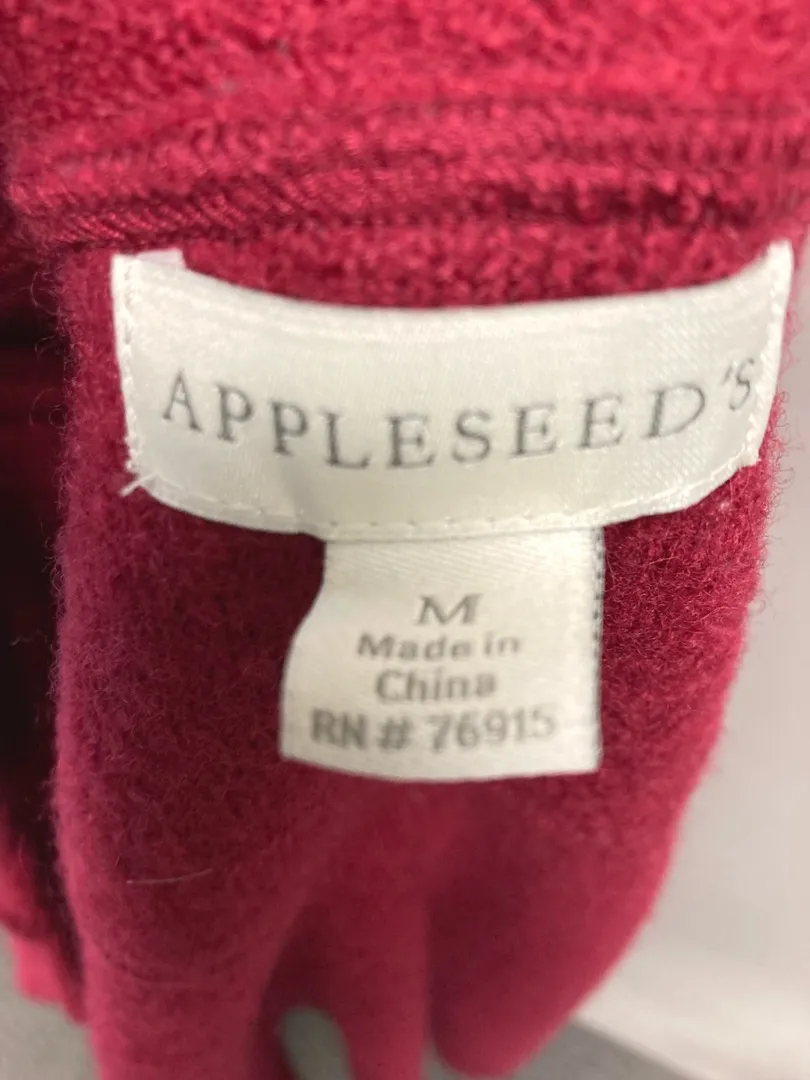 APPLESEED'S
M
Made in
China
RN # 76915